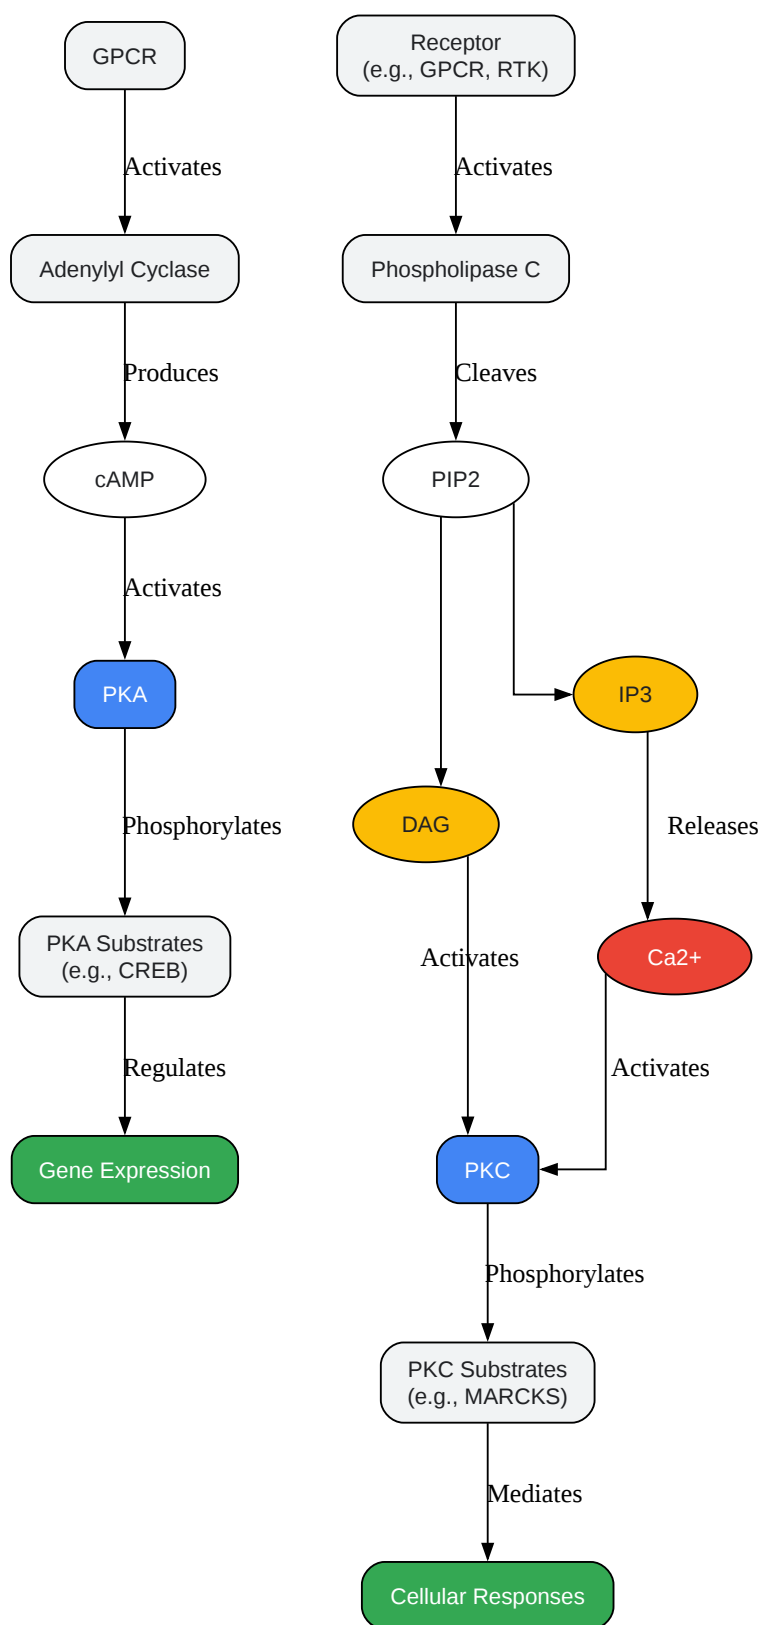 GPCR
Activates
Adenylyl Cyclase
Produces
cAMP
Activates
PKA
Phosphorylates
PKA Substrates
(e.g., CREB)
Regulates
Gene Expression
Receptor
(e.g., GPCR, RTK)
Activates
Phospholipase C
Cleaves
PIP2
IP3
DAG
Releases
Activates
Ca2+
Activates
PKC
Phosphorylates
PKC Substrates
(e.g., MARCKS)
Mediates
Cellular Responses